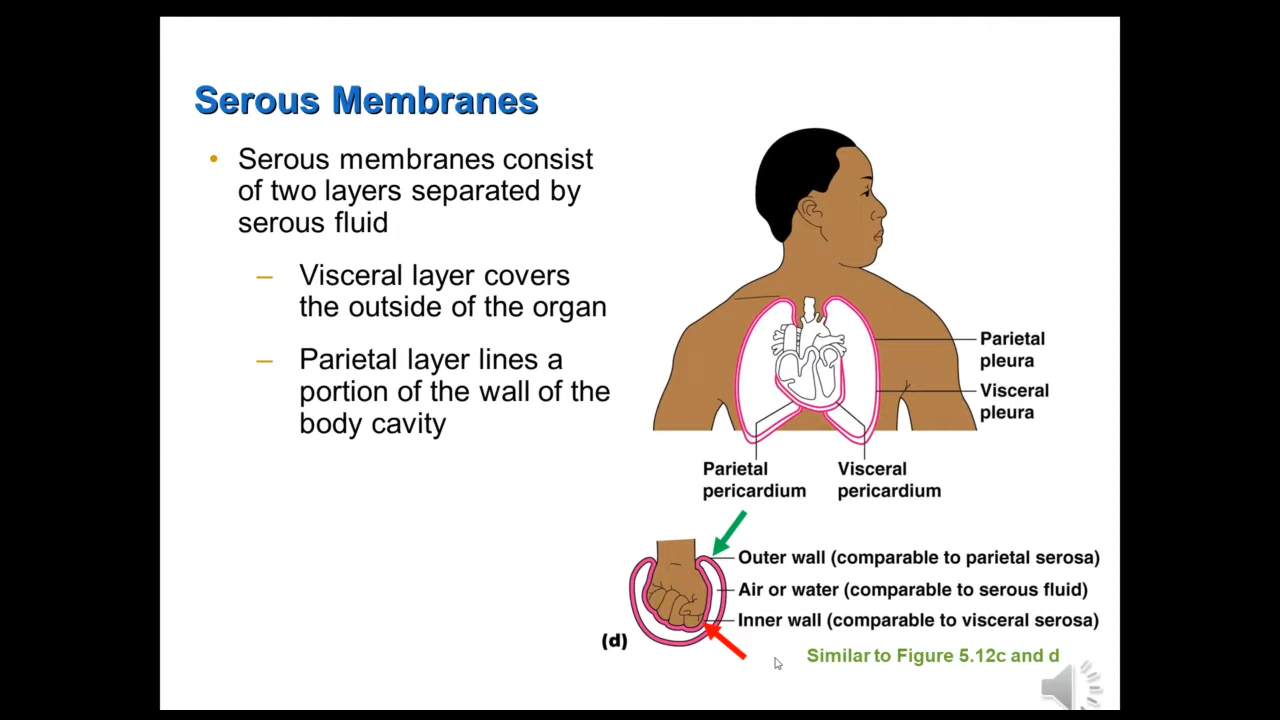 Serous Membranes
• Serous membranes consist
of two layers separated by
serous fluid
– Visceral layer covers
the outside of the organ
– Parietal layer lines a
portion of the wall of the
body cavity
Parietal
pleura
Visceral
pleura
Parietal
pericardium
Visceral
pericardium
Outer wall (comparable to parietal serosa)
Air or water (comparable to serous fluid)
Inner wall (comparable to visceral serosa)
(d)
Similar to Figure 5.12c and d